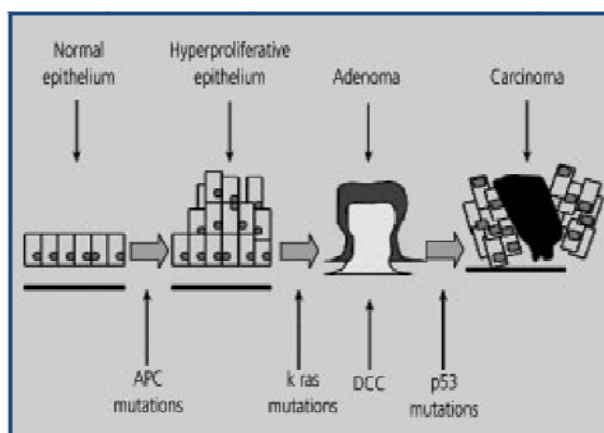 Normal
epithelium
Hyperproliferative
epithelium
Adenoma
Carcinoma
APC
mutations
k ras
mutations
DCC
p53
mutations